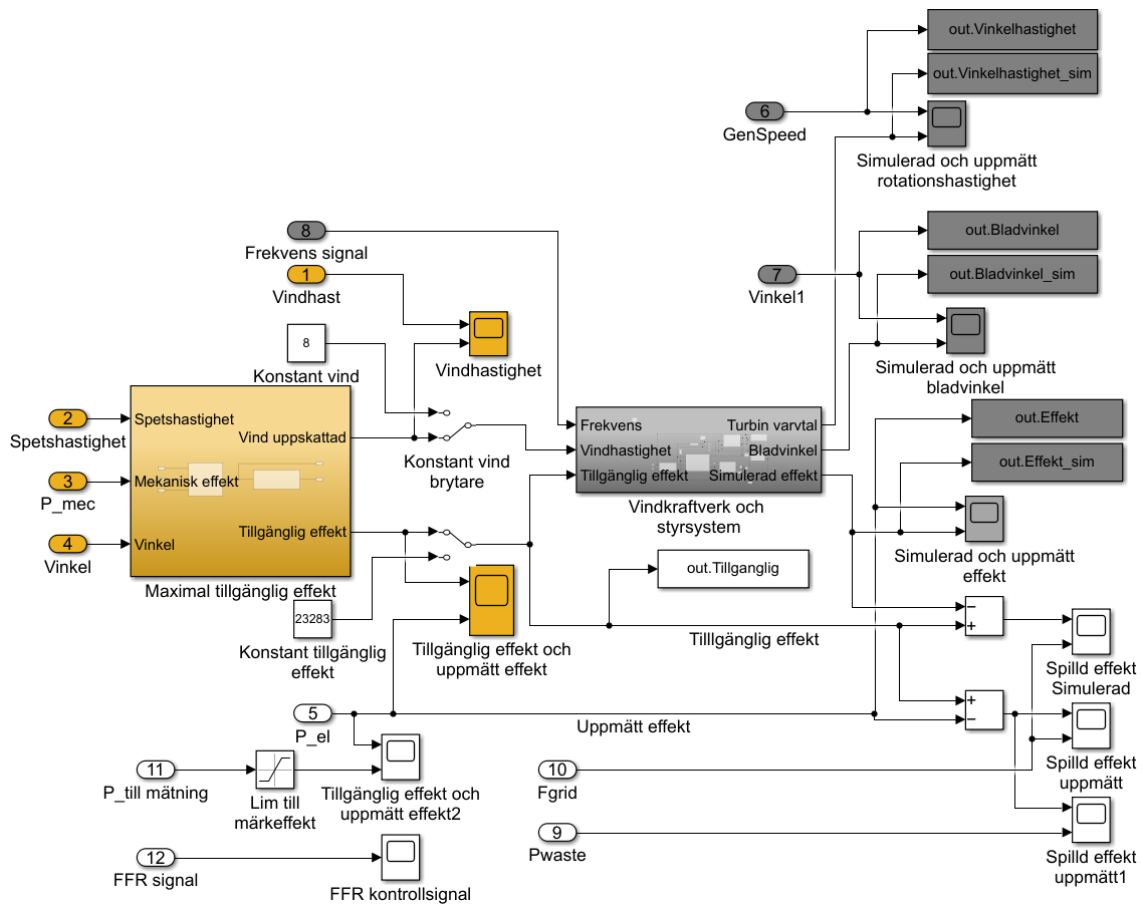 out.Vinkelhastighet
out.Vinkelhastighet_sim
6
GenSpeed
Simulerad och uppmätt
rotationshastighet
8
Frekvens signal
1
Vindhast
out.Bladvinkel
out.Bladvinkel_sim
7
Vinkel1
8
Konstant vind
Vindhastighet
Simulerad och uppmätt
bladvinkel
2
Spetshastighet
3
P_mec
4
Vinkel
Spetshastighet
Vind uppskattad
Mekanisk effekt
Tillgänglig effekt
Vinkel
Maximal tillgänglig effekt
Konstant vind
brytare
Frekvens
Turbin varvtal
Vindhastighet
Bladvinkel
Tillgänglig effekt
Simulerad effekt
Vindkraftverk och
styrsystem
out.Effekt
out.Effekt_sim
Simulerad och uppmätt
effekt
out.Tillganglig
23283
Konstant tillgänglig
effekt
Tillgänglig effekt och
uppmätt effekt
Tilllgänglig effekt
−
+
Spilld effekt
Simulerad
5
P_el
Uppmätt effekt
+
−
Spilld effekt
uppmätt
11
P_till mätning
Lim till
märkeffekt
Tillgänglig effekt och
uppmätt effekt2
10
Fgrid
9
Pwaste
Spilld effekt
uppmätt1
12
FFR signal
FFR kontrollsignal